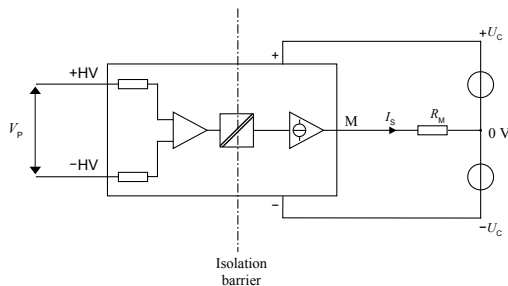 +U_C
+
+HV
V_P
M
I_S
R_M
0 V
−HV
−
−U_C
Isolation
barrier